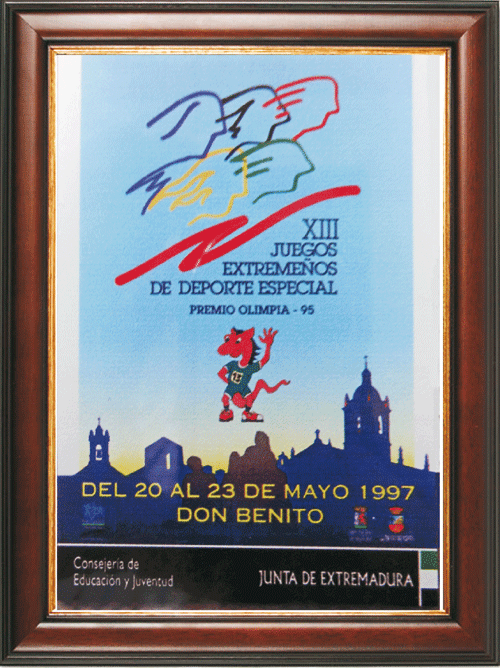 XIII
JUEGOS
EXTREMEÑOS
DE DEPORTE ESPECIAL
PREMIO OLIMPIA - 95
DEL 20 AL 23 DE MAYO 1997
DON BENITO
Consejería de
Educación y Juventud
JUNTA DE EXTREMADURA